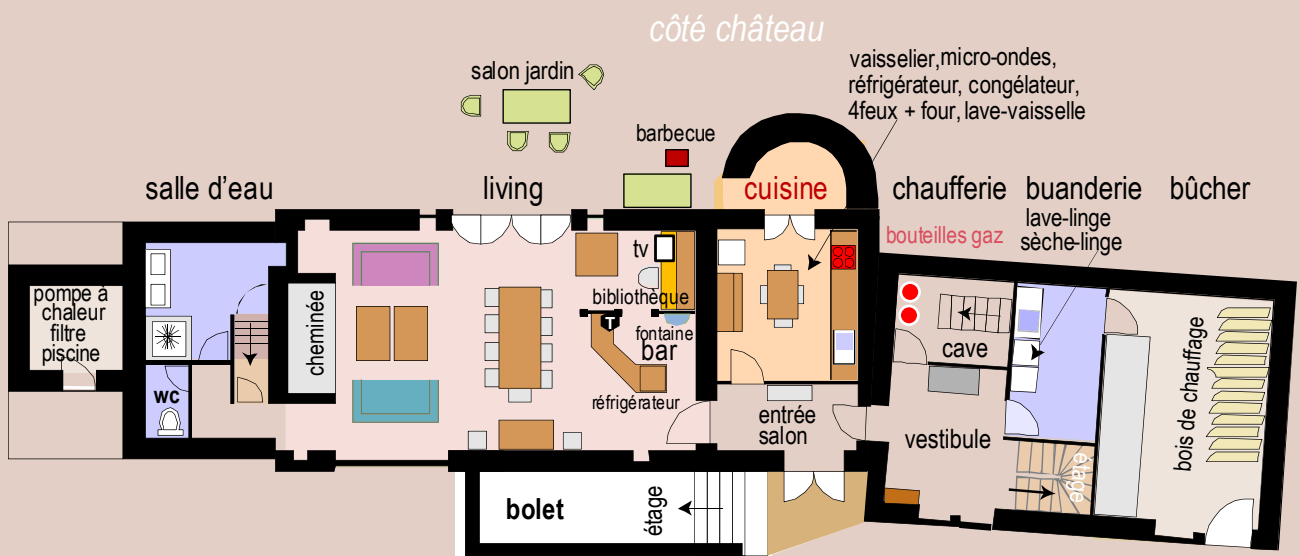 côté château
vaisselier, micro-ondes,
réfrigérateur, congélateur,
4feux + four, lave-vaisselle
salon jardin
barbecue
salle d'eau
living
cuisine
chaufferie
buanderie
bûcher
lave-linge
sèche-linge
bouteilles gaz
tv
bibliothèque
pompe à
chaleur
filtre
piscine
cheminée
T
fontaine
bar
cave
réfrigérateur
wc
entrée
salon
vestibule
bois de chauffage
étage
bolet
étage